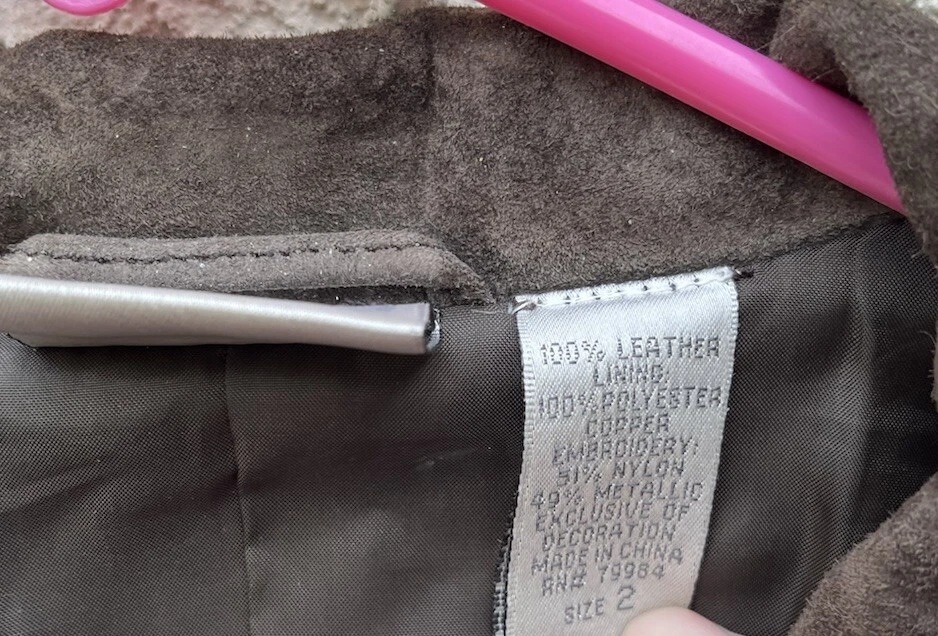 100% LEATHER
LINING:
100% POLYESTER
COPPER
EMBROIDERY:
51% NYLON
49% METALLIC
EXCLUSIVE OF
DECORATION
MADE IN CHINA
RN# 79984
SIZE 2